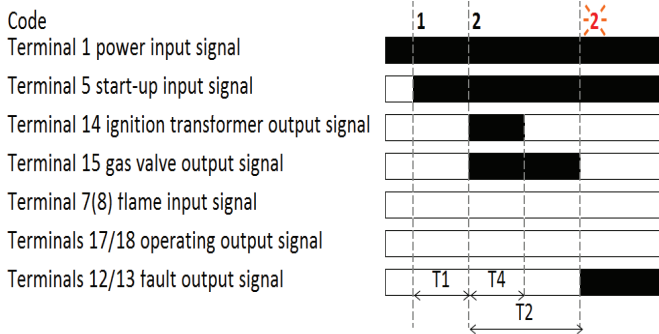 Code 1 2 2
Terminal 1 power input signal
Terminal 5 start-up input signal
Terminal 14 ignition transformer output signal
Terminal 15 gas valve output signal
Terminal 7(8) flame input signal
Terminals 17/18 operating output signal
Terminals 12/13 fault output signal T1 T4
T2